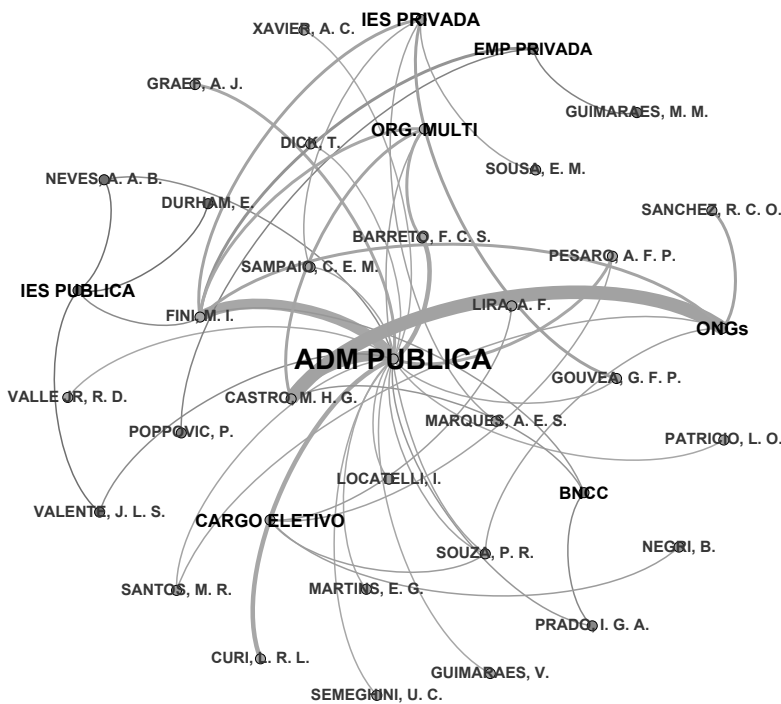 IES PRIVADA
XAVIER, A. C.
EMP PRIVADA
GRAEF, A. J.
GUIMARAES, M. M.
ORG. MULTI
DICK, T.
SOUSA, E. M.
NEVES, A. A. B.
DURHAM, E.
SANCHEZ, R. C. O.
BARRETO, F. C. S.
PESARO, A. F. P.
SAMPAIO, C. E. M.
IES PUBLICA
LIRA, A. F.
FINI, M. I.
ONGs
ADM PUBLICA
GOUVEA, G. F. P.
VALLE JR, R. D.
CASTRO, M. H. G.
MARQUES, A. E. S.
POPPOVIC, P.
PATRICIO, L. O.
LOCATELLI, I.
BNCC
VALENTE, J. L. S.
CARGO ELETIVO
NEGRI, B.
SOUZA, P. R.
SANTOS, M. R.
MARTINS, E. G.
PRADO, I. G. A.
CURI, L. R. L.
GUIMARAES, V.
SEMEGHINI, U. C.